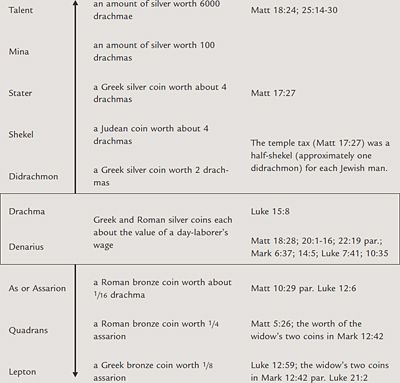 Talent
an amount of silver worth 6000
drachmae
Matt 18:24; 25:14-30
Mina
an amount of silver worth 100
drachmas
Stater
a Greek silver coin worth about 4
drachmas
Matt 17:27
Shekel
a Judean coin worth about 4
drachmas
Didrachmon
a Greek silver coin worth 2 drach-
mas
The temple tax (Matt 17:27) was a
half-shekel (approximately one
didrachmon) for each Jewish man.
Drachma
Denarius
Greek and Roman silver coins each
about the value of a day-laborer's
wage
Luke 15:8
Matt 18:28; 20:1-16; 22:19 par.;
Mark 6:37; 14:5; Luke 7:41; 10:35
As or Assarion
a Roman bronze coin worth about
1/16 drachma
Matt 10:29 par. Luke 12:6
Quadrans
a Roman bronze coin worth 1/4
assarion
Matt 5:26; the worth of the
widow's two coins in Mark 12:42
Lepton
a Greek bronze coin worth 1/8
assarion
Luke 12:59; the widow's two coins
in Mark 12:42 par. Luke 21:2